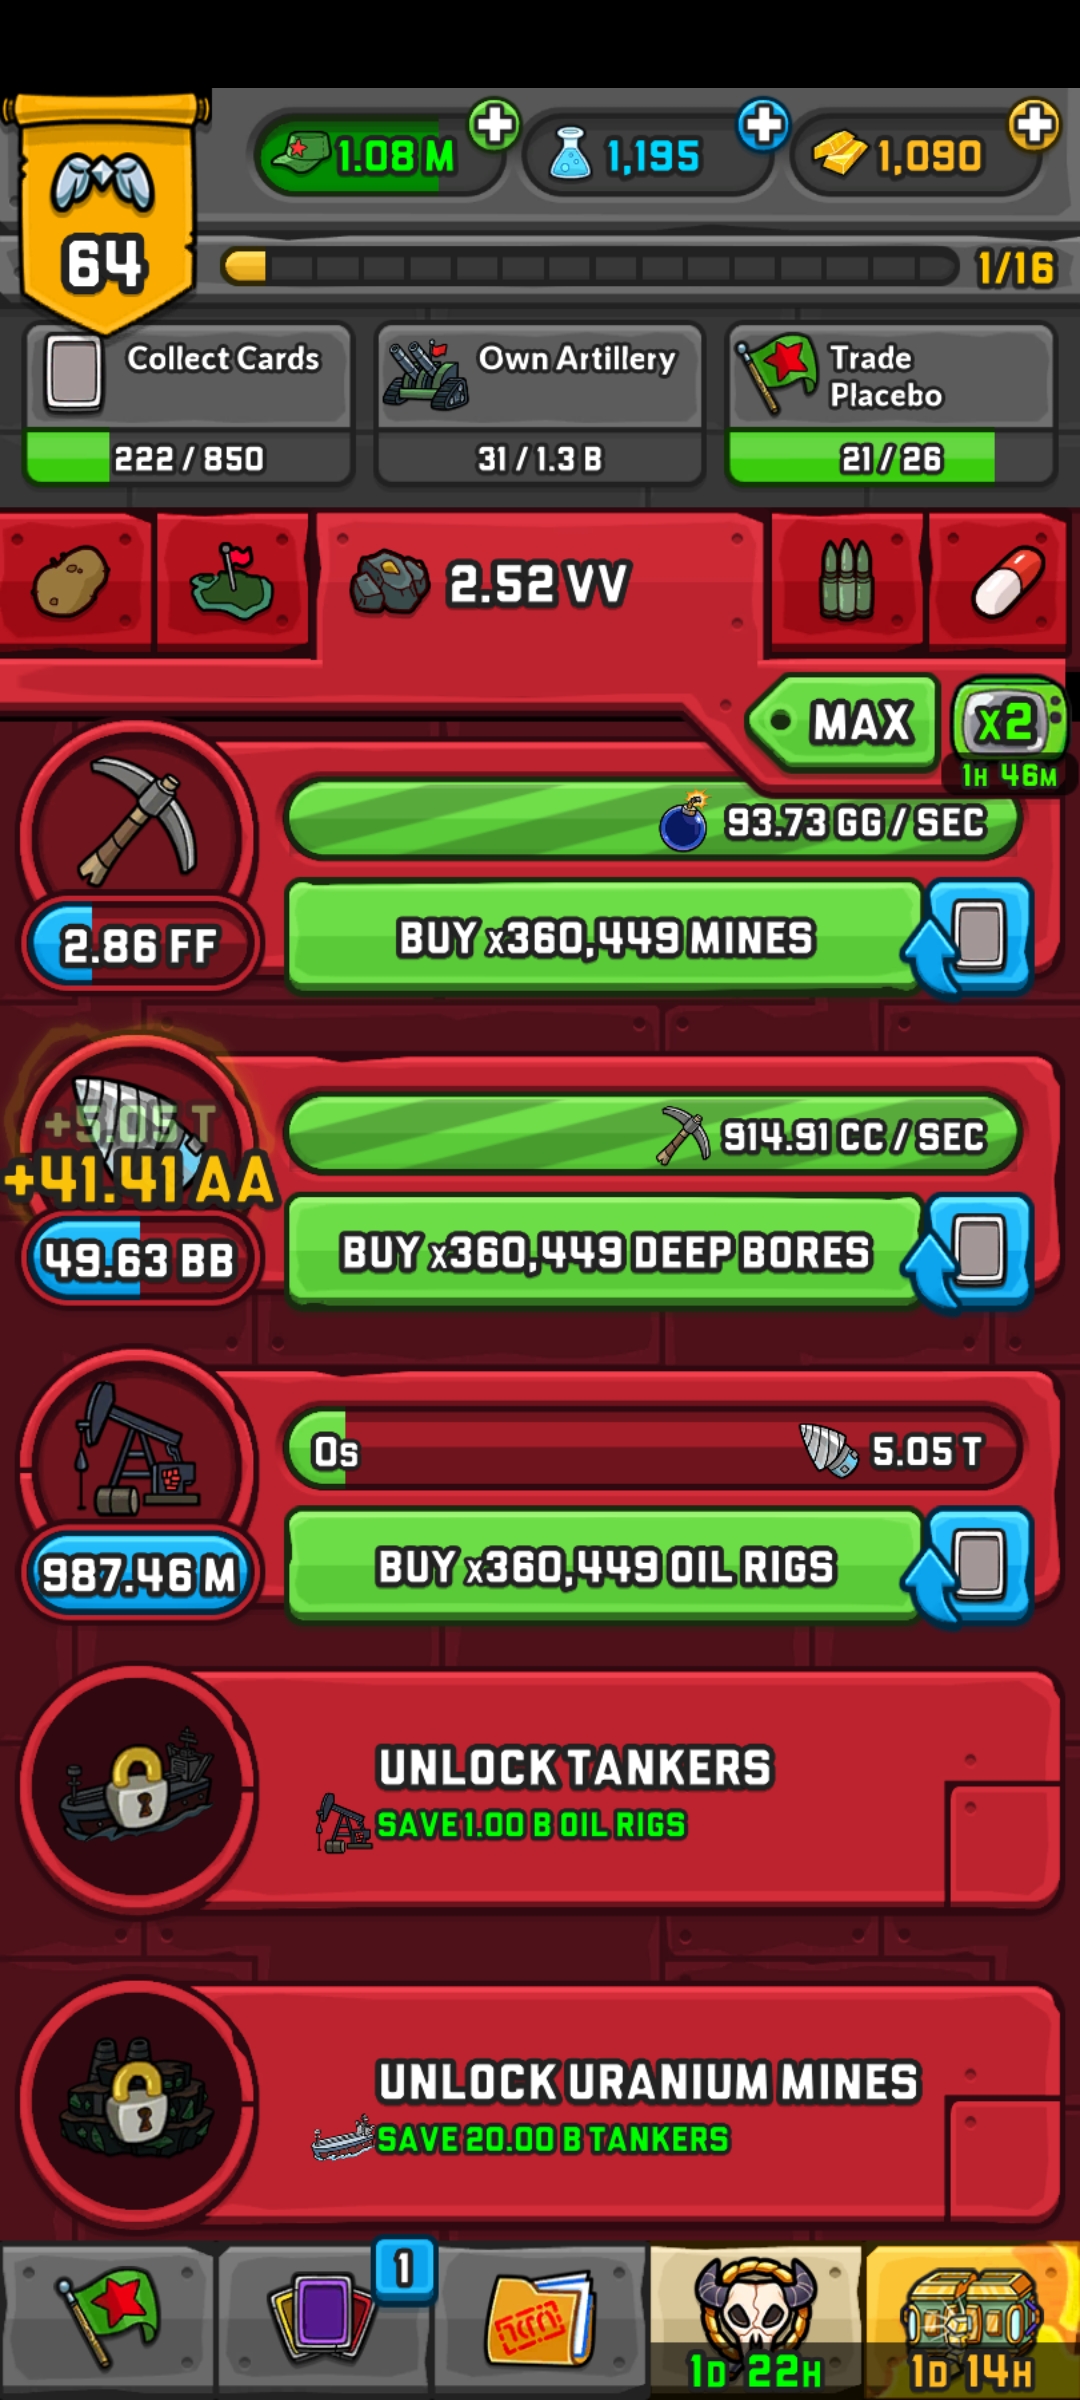 64
1.08 M
1,195
1,090
1/16
Collect Cards
222 / 850
Own Artillery
31 / 1.3 B
Trade
Placebo
21 / 26
2.52 VV
MAX
x2
1H 46M
93.73 GG / SEC
2.86 FF
BUY x360,449 MINES
+5.05 T
+41.41 AA
914.91 CC / SEC
49.63 BB
BUY x360,449 DEEP BORES
0s
5.05 T
987.46 M
BUY x360,449 OIL RIGS
UNLOCK TANKERS
SAVE 1.00 B OIL RIGS
UNLOCK URANIUM MINES
SAVE 20.00 B TANKERS
1
1D 22H
1D 14H